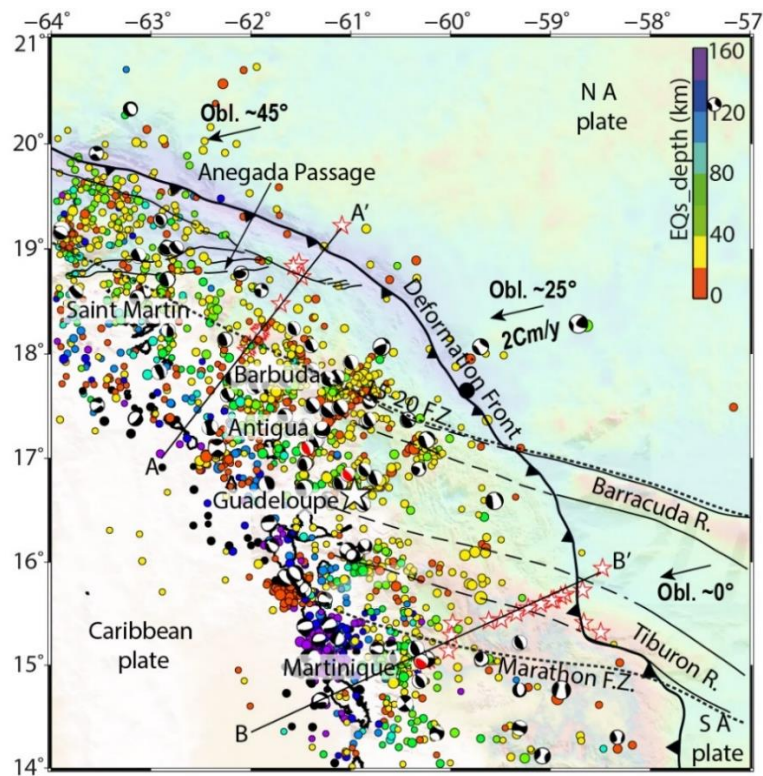 −64 −63 −62 −61 −60 −59 −58 −57
21°
20°
19°
18°
17°
16°
15°
14°
160
120
80
40
0
EQs_depth (km)
N A
plate
Obl. ~45°
Anegada Passage
A’
Deformation Front
Obl. ~25°
2Cm/y
Saint Martin
Barbuda
15-20 F.Z.
Antigua
A
Guadeloupe
Barracuda R.
B’
Obl. ~0°
Caribbean
plate
Tiburon R.
Martinique
Marathon F.Z.
B
S A
plate